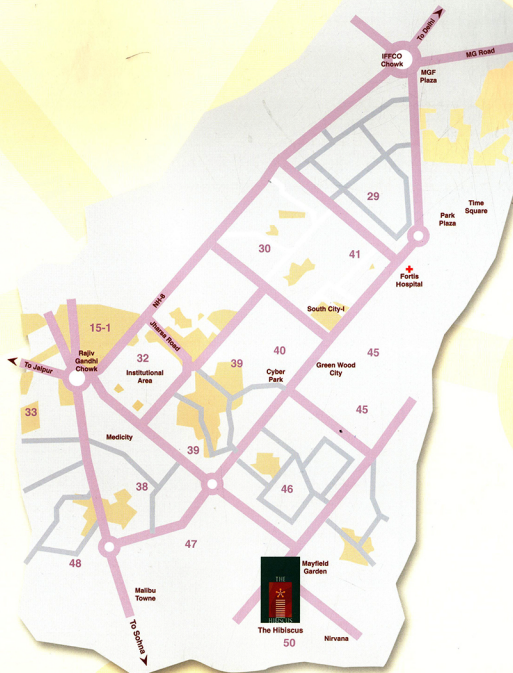 To Delhi
IFFCO
Chowk
MG Road
MGF
Plaza
29
Time
Square
Park
Plaza
30
41
Fortis
Hospital
NH-8
South City-I
15-1
Jharsa Road
Rajiv
Gandhi
Chowk
To Jaipur
32
Institutional
Area
39
40
45
Cyber
Park
Green Wood
City
33
45
Medicity
39
38
46
47
48
Mayfield
Garden
Malibu
Towne
THE
HIBISCUS
The Hibiscus
To Sohna
50
Nirvana